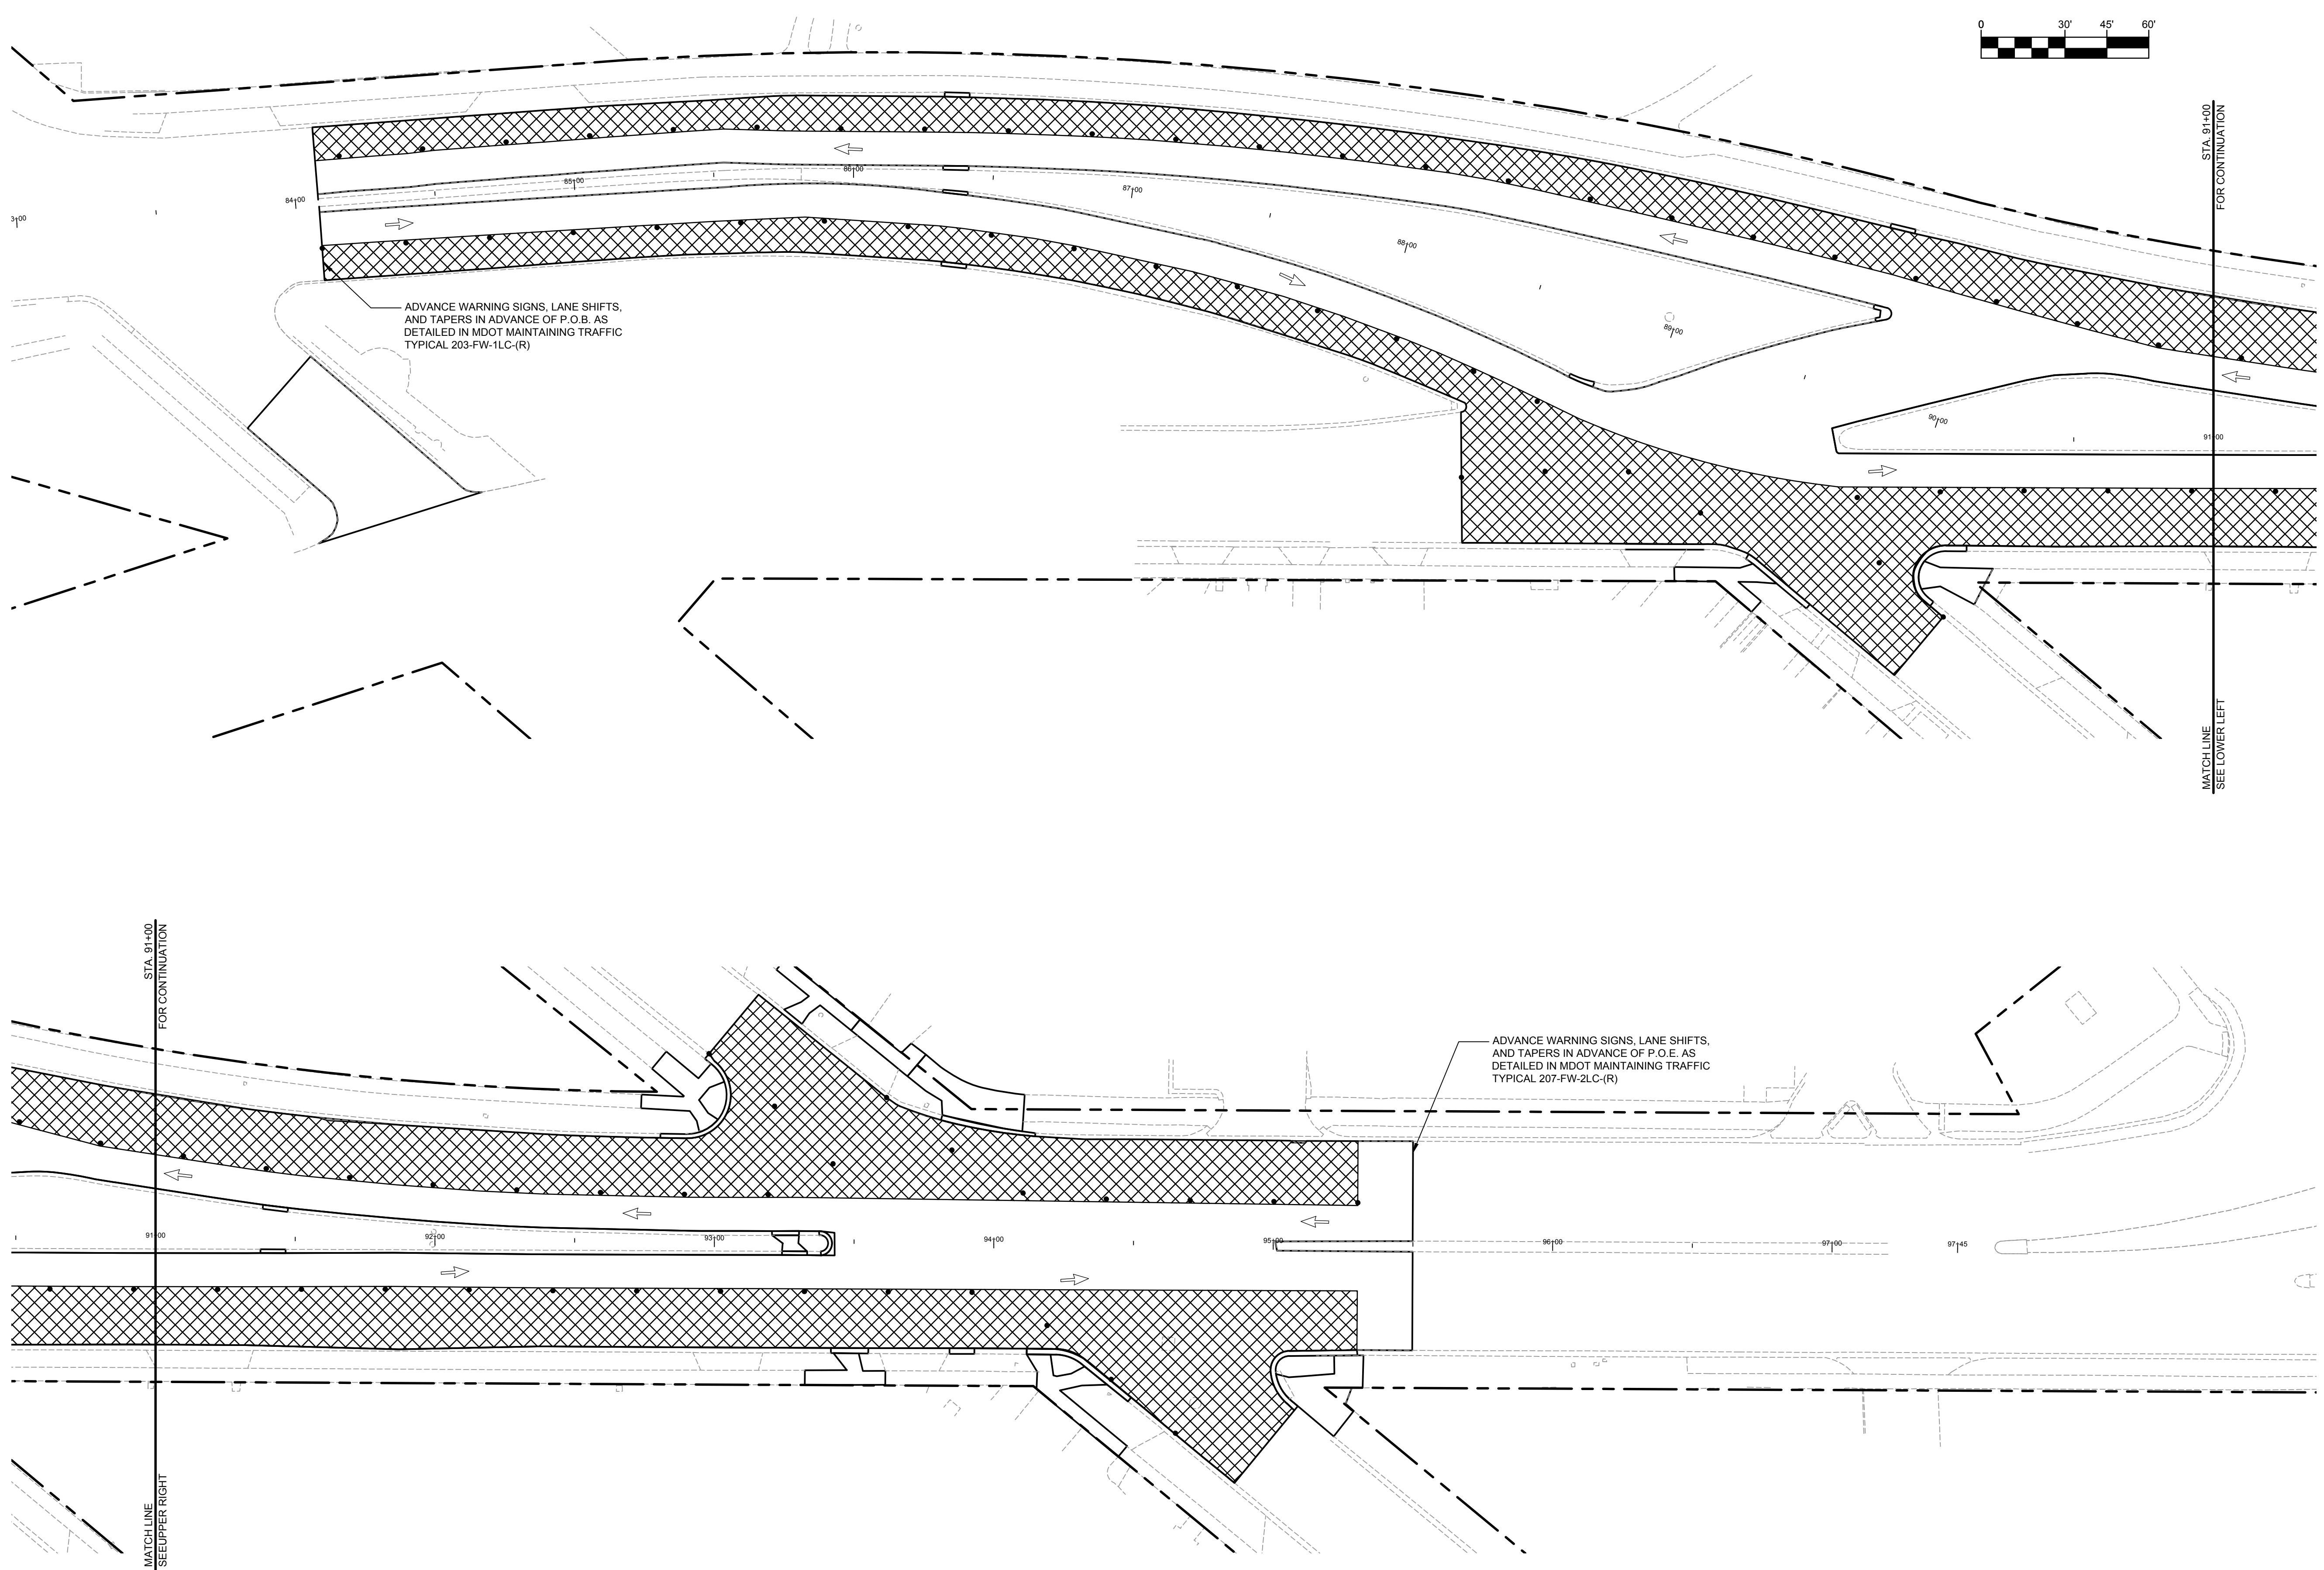 0 30' 45' 60'
STA. 91+00
FOR CONTINUATION
3+00
84+00
85+00
86+00
87+00
88+00
89+00
90+00
91+00
ADVANCE WARNING SIGNS, LANE SHIFTS,
AND TAPERS IN ADVANCE OF P.O.B. AS
DETAILED IN MDOT MAINTAINING TRAFFIC
TYPICAL 203-FW-1LC-(R)
MATCH LINE
SEE LOWER LEFT
STA. 91+00
FOR CONTINUATION
ADVANCE WARNING SIGNS, LANE SHIFTS,
AND TAPERS IN ADVANCE OF P.O.E. AS
DETAILED IN MDOT MAINTAINING TRAFFIC
TYPICAL 207-FW-2LC-(R)
91+00
92+00
93+00
94+00
95+00
96+00
97+00
97+45
MATCH LINE
SEEUPPER RIGHT